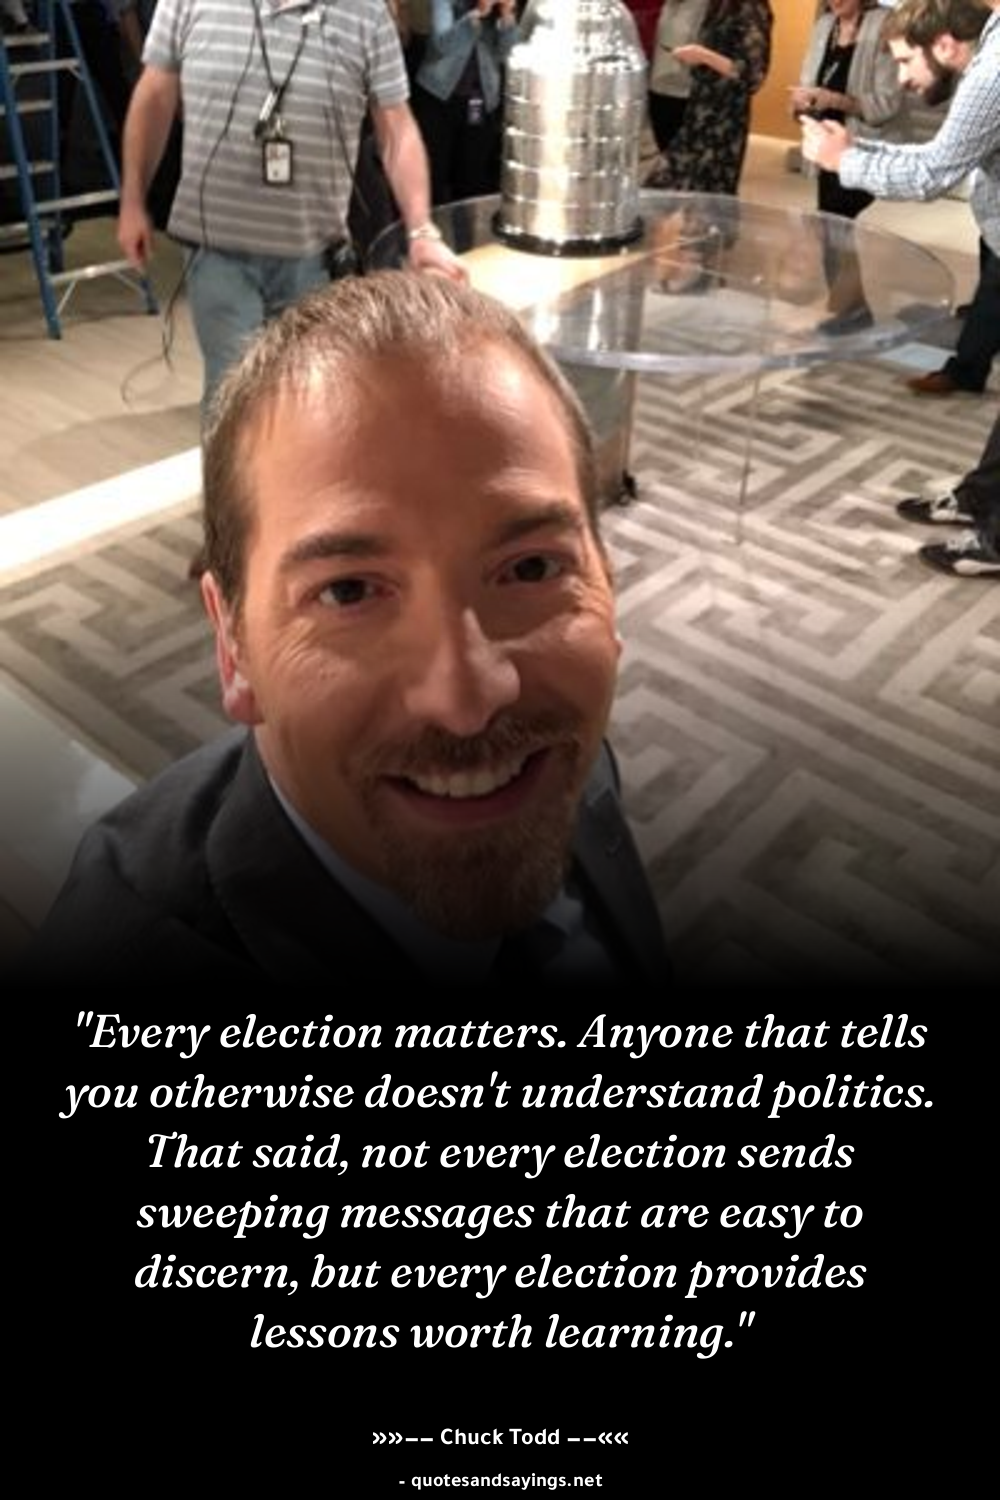 "Every election matters. Anyone that tells
you otherwise doesn't understand politics.
That said, not every election sends
sweeping messages that are easy to
discern, but every election provides
lessons worth learning."
»»−− Chuck Todd −−««
- quotesandsayings.net